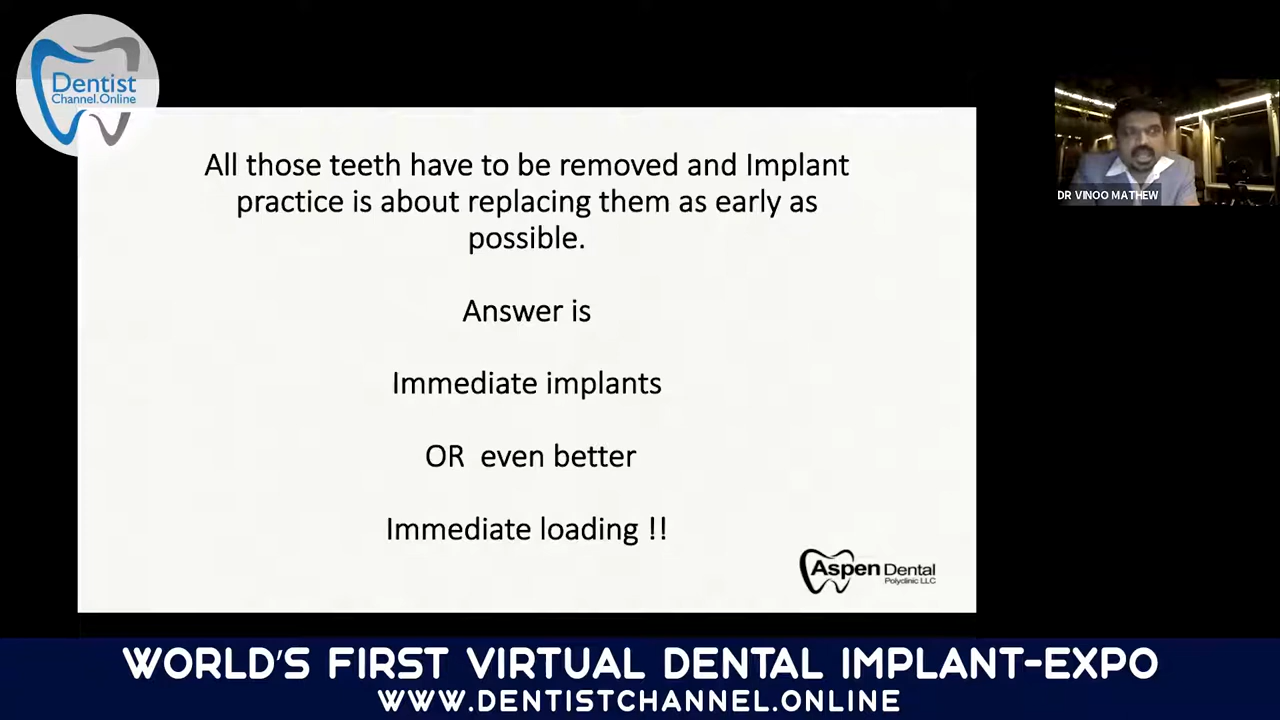 Dentist
Channel.Online
All those teeth have to be removed and Implant
practice is about replacing them as early as
possible.
Answer is
Immediate implants
OR even better
Immediate loading !!
Aspen Dental
Polyclinic LLC
DR VINOO MATHEW
WORLD'S FIRST VIRTUAL DENTAL IMPLANT-EXPO
WWW.DENTISTCHANNEL.ONLINE